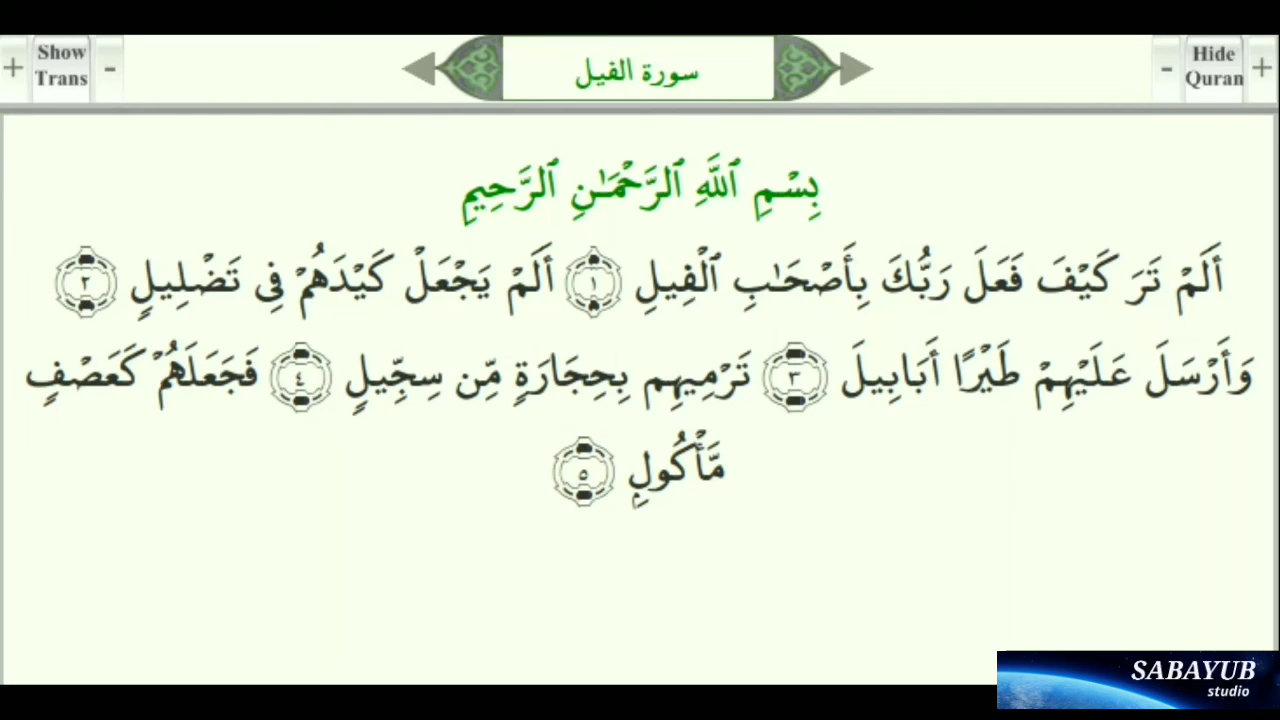 + Show Trans -
سورة الفيل
- Hide Quran +
بِسْمِ ٱللَّهِ ٱلرَّحْمَـٰنِ ٱلرَّحِيمِ
أَلَمْ تَرَ كَيْفَ فَعَلَ رَبُّكَ بِأَصْحَـٰبِ ٱلْفِيلِ ١ أَلَمْ يَجْعَلْ كَيْدَهُمْ فِى تَضْلِيلٍ ٢
وَأَرْسَلَ عَلَيْهِمْ طَيْرًا أَبَابِيلَ ٣ تَرْمِيهِم بِحِجَارَةٍ مِّن سِجِّيلٍ ٤ فَجَعَلَهُمْ كَعَصْفٍ
مَّأْكُولٍۭ ٥
SABAYUB
studio